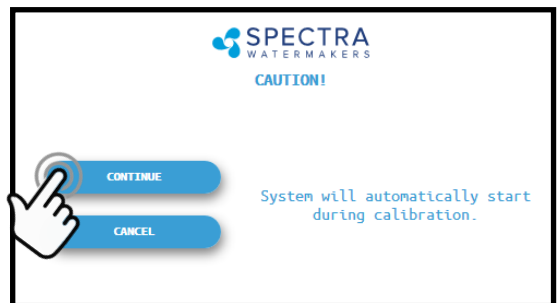 SPECTRA
WATERMAKERS
CAUTION!
CONTINUE
System will automatically start
during calibration.
CANCEL